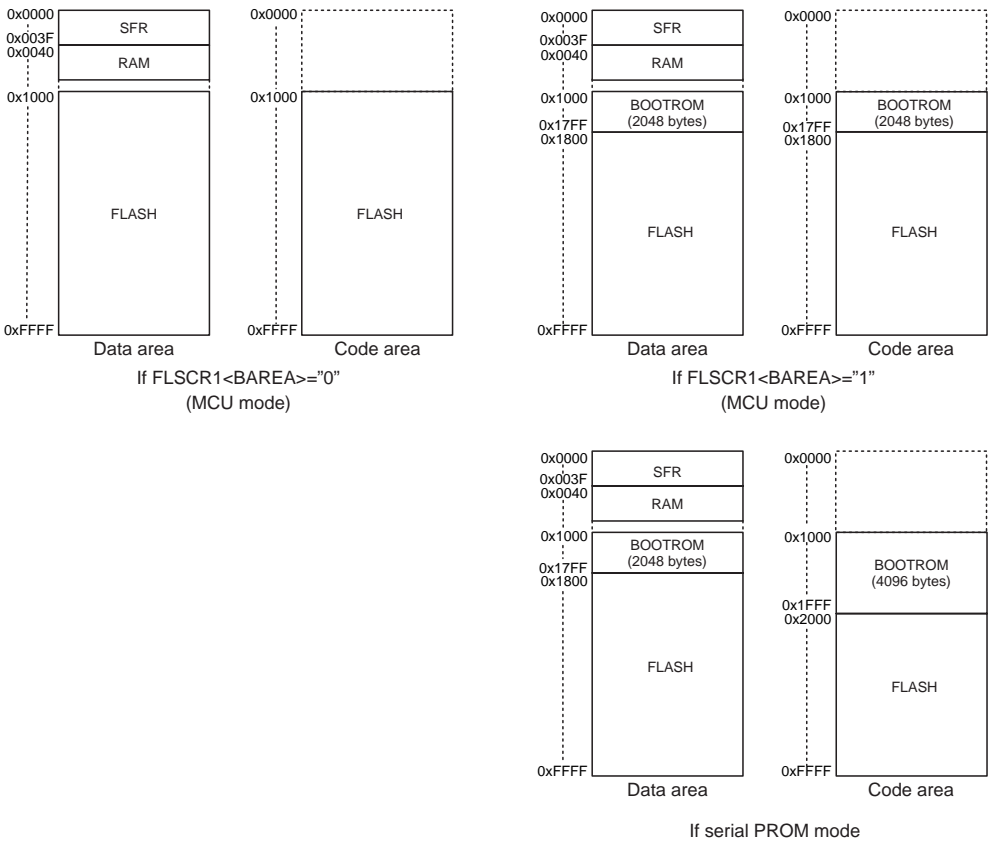 0x0000
SFR
0x003F
0x0040
RAM
0x1000
FLASH
0xFFFF
Data area
0x0000
0x1000
FLASH
0xFFFF
Code area
If FLSCR1<BAREA>="0"
(MCU mode)
0x0000
SFR
0x003F
0x0040
RAM
0x1000
BOOTROM
(2048 bytes)
0x17FF
0x1800
FLASH
0xFFFF
Data area
0x0000
0x1000
BOOTROM
(2048 bytes)
0x17FF
0x1800
FLASH
0xFFFF
Code area
If FLSCR1<BAREA>="1"
(MCU mode)
0x0000
SFR
0x003F
0x0040
RAM
0x1000
BOOTROM
(2048 bytes)
0x17FF
0x1800
FLASH
0xFFFF
Data area
0x0000
0x1000
BOOTROM
(4096 bytes)
0x1FFF
0x2000
FLASH
0xFFFF
Code area
If serial PROM mode